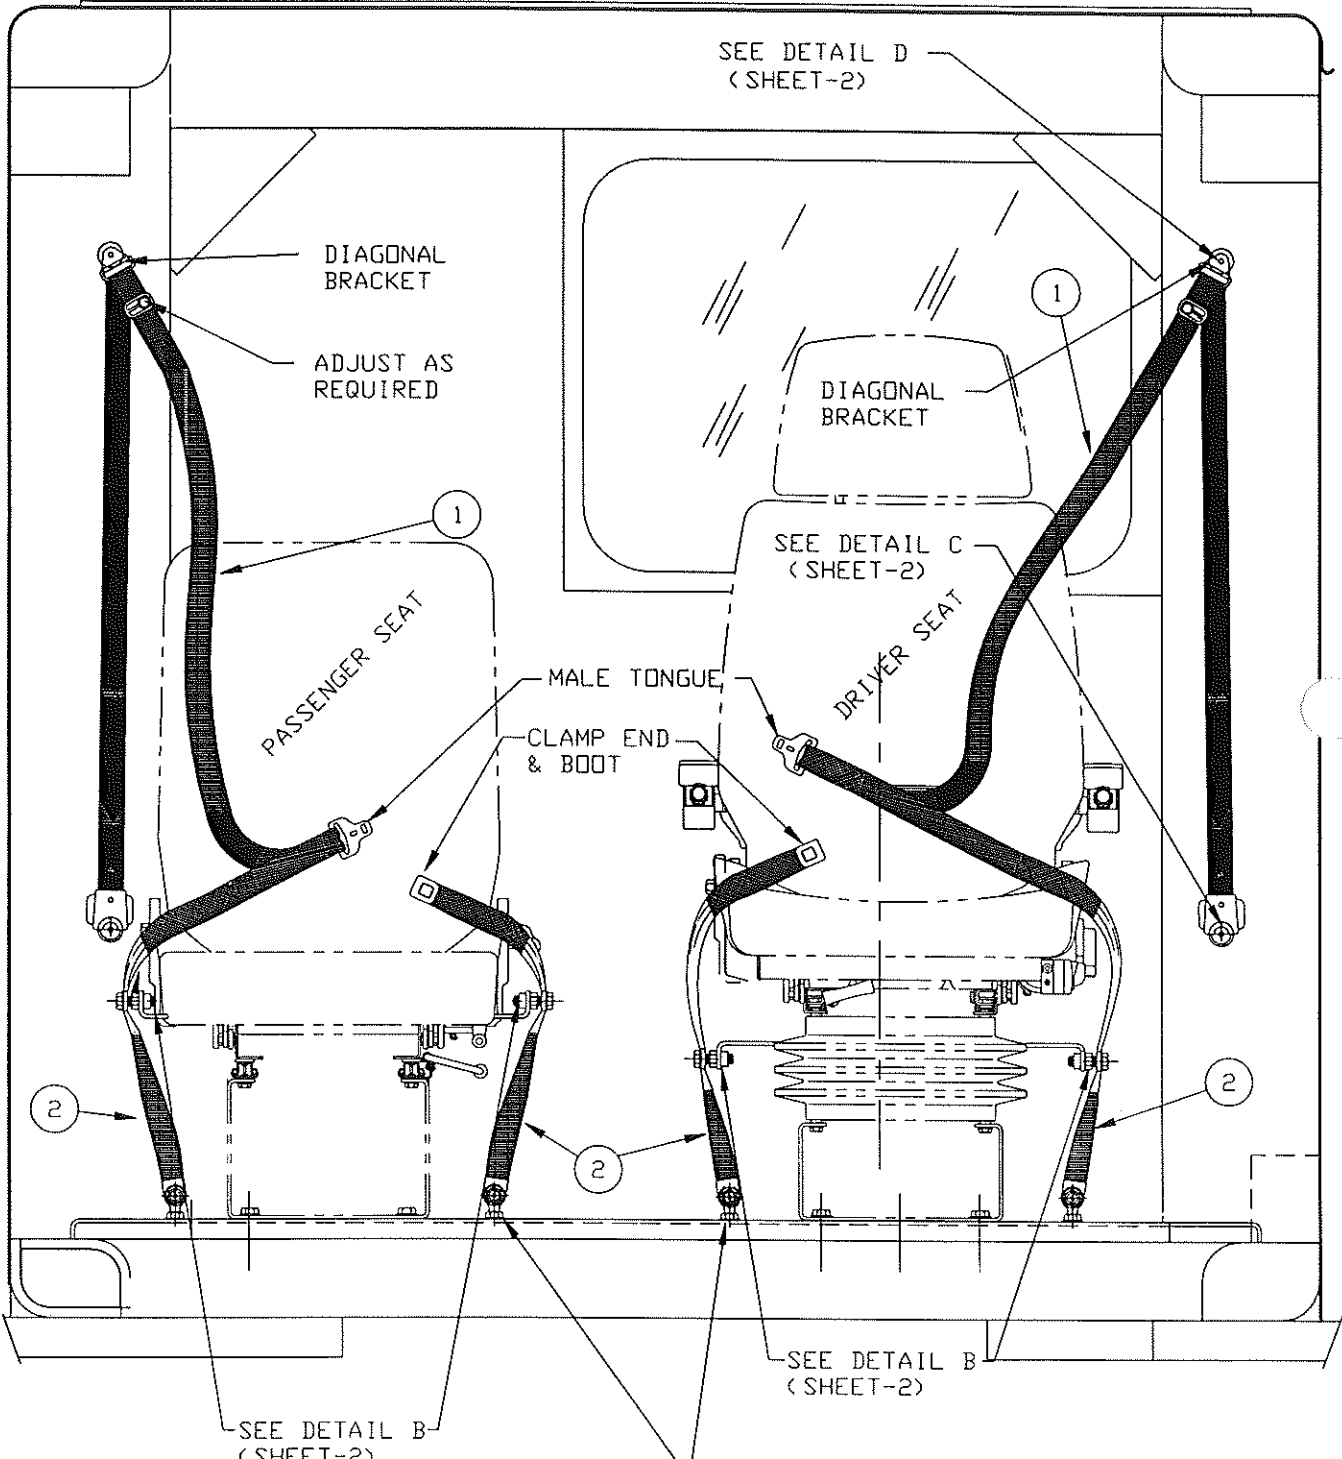 SEE DETAIL D
(SHEET-2)
DIAGONAL
BRACKET
1
ADJUST AS
REQUIRED
DIAGONAL
BRACKET
1
SEE DETAIL C
(SHEET-2)
PASSENGER SEAT
DRIVER SEAT
MALE TONGUE
CLAMP END
& BOOT
2
2
2
SEE DETAIL B
(SHEET-2)
SEE DETAIL B
(SHEET-2)